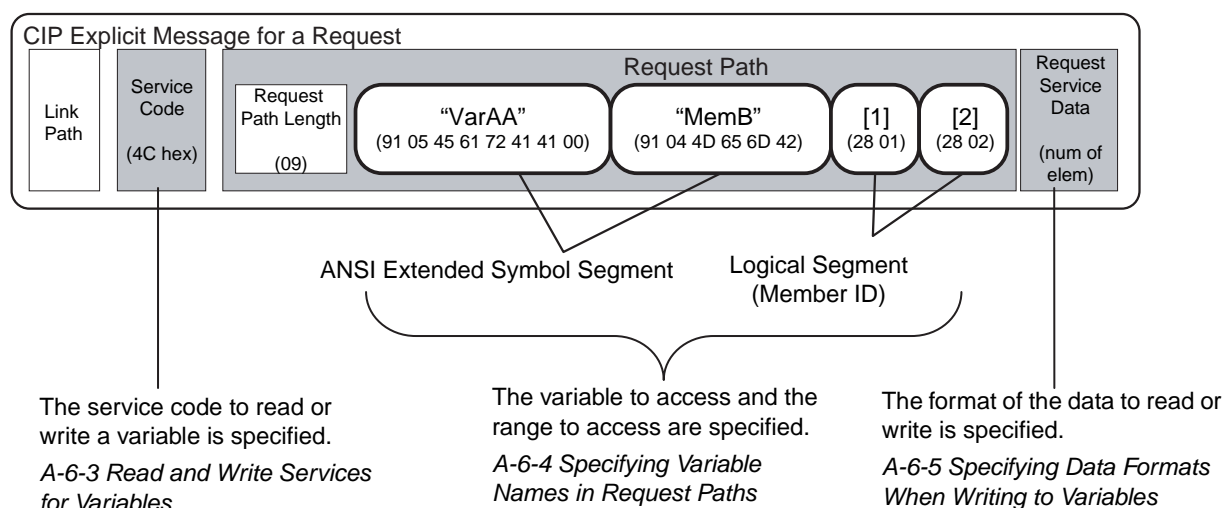 CIP Explicit Message for a Request
Link
Path
Service
Code
(4C hex)
Request Path
Request
Path Length
(09)
“VarAA”
(91 05 45 61 72 41 41 00)
“MemB”
(91 04 4D 65 6D 42)
[1]
(28 01)
[2]
(28 02)
Request
Service
Data
(num of
elem)
ANSI Extended Symbol Segment
Logical Segment
(Member ID)
The service code to read or
write a variable is specified.
A-6-3 Read and Write Services
for Variables
The variable to access and the
range to access are specified.
A-6-4 Specifying Variable
Names in Request Paths
The format of the data to read or
write is specified.
A-6-5 Specifying Data Formats
When Writing to Variables